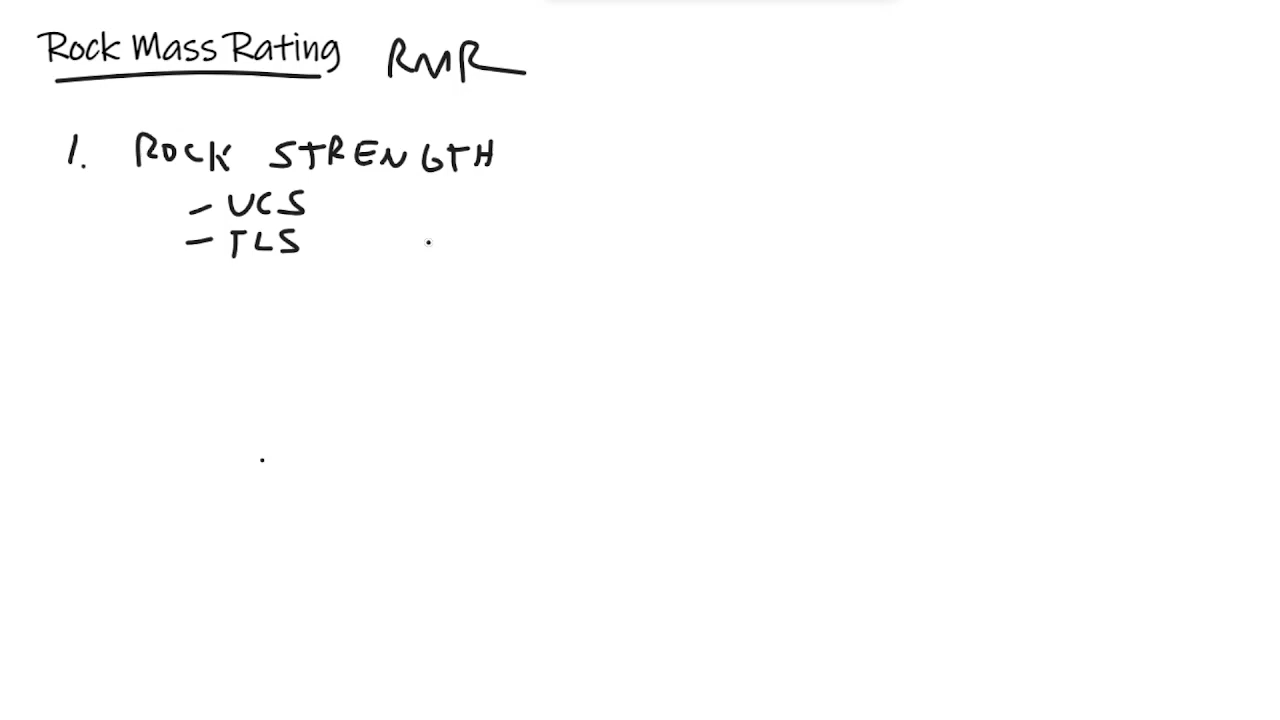 Rock Mass Rating RMR
1. ROCK STRENGTH
- UCS
- TLS